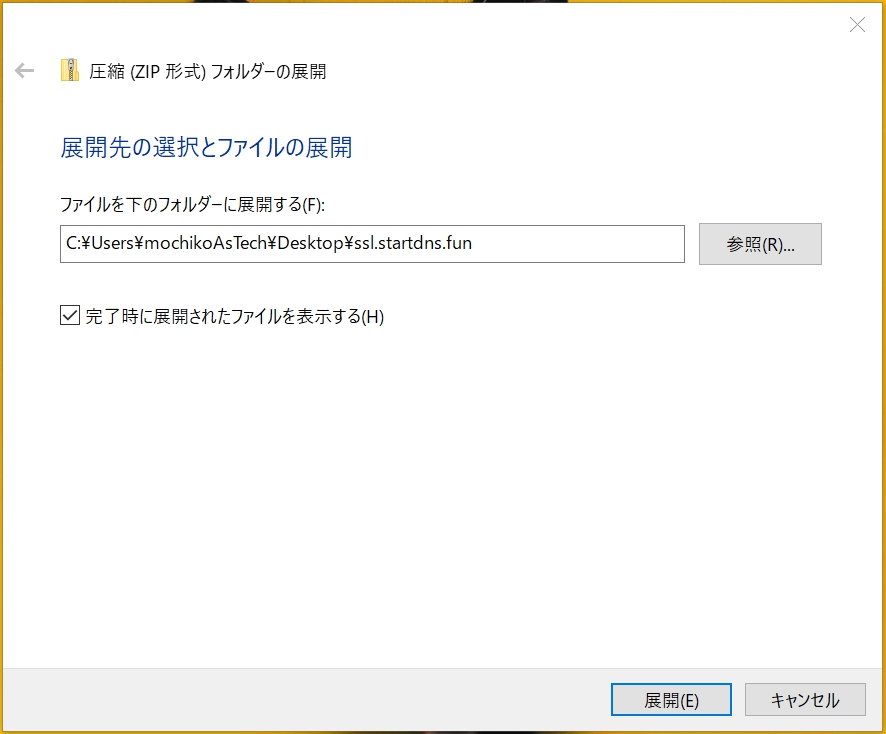 圧縮 (ZIP 形式) フォルダーの展開
展開先の選択とファイルの展開
ファイルを下のフォルダーに展開する(F):
C:¥Users¥mochikoAsTech¥Desktop¥ssl.startdns.fun
参照(R)...
完了時に展開されたファイルを表示する(H)
展開(E)
キャンセル